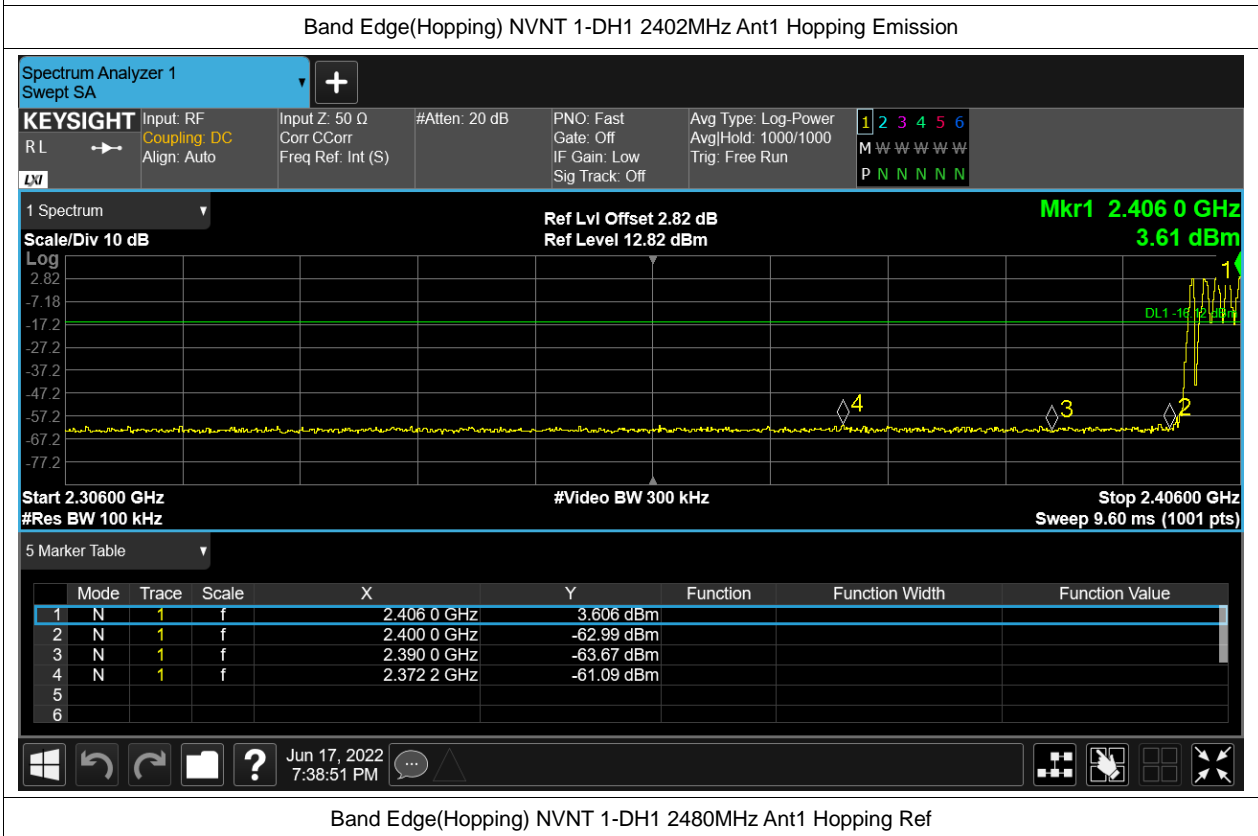 Band Edge(Hopping) NVNT 1-DH1 2402MHz Ant1 Hopping Emission
Spectrum Analyzer 1
Swept SA
KEYSIGHT
R L
LXI
Input: RF
Coupling: DC
Align: Auto
Input Z: 50 Ω
Corr CCorr
Freq Ref: Int (S)
#Atten: 20 dB
PNO: Fast
Gate: Off
IF Gain: Low
Sig Track: Off
Avg Type: Log-Power
Avg|Hold: 1000/1000
Trig: Free Run
1 2 3 4 5 6
M W W W W W
P N N N N N
1 Spectrum
Scale/Div 10 dB
Ref Lvl Offset 2.82 dB
Ref Level 12.82 dBm
Mkr1 2.406 0 GHz
3.61 dBm
Log
2.82
-7.18
-17.2
-27.2
-37.2
-47.2
-57.2
-67.2
-77.2
DL1 -16.12 dBm
1
4
3
2
Start 2.30600 GHz
#Video BW 300 kHz
Stop 2.40600 GHz
#Res BW 100 kHz
Sweep 9.60 ms (1001 pts)
5 Marker Table
Mode Trace Scale X Y Function Function Width Function Value
1 N 1 f 2.406 0 GHz 3.606 dBm
2 N 1 f 2.400 0 GHz -62.99 dBm
3 N 1 f 2.390 0 GHz -63.67 dBm
4 N 1 f 2.372 2 GHz -61.09 dBm
5
6
Jun 17, 2022
7:38:51 PM
Band Edge(Hopping) NVNT 1-DH1 2480MHz Ant1 Hopping Ref